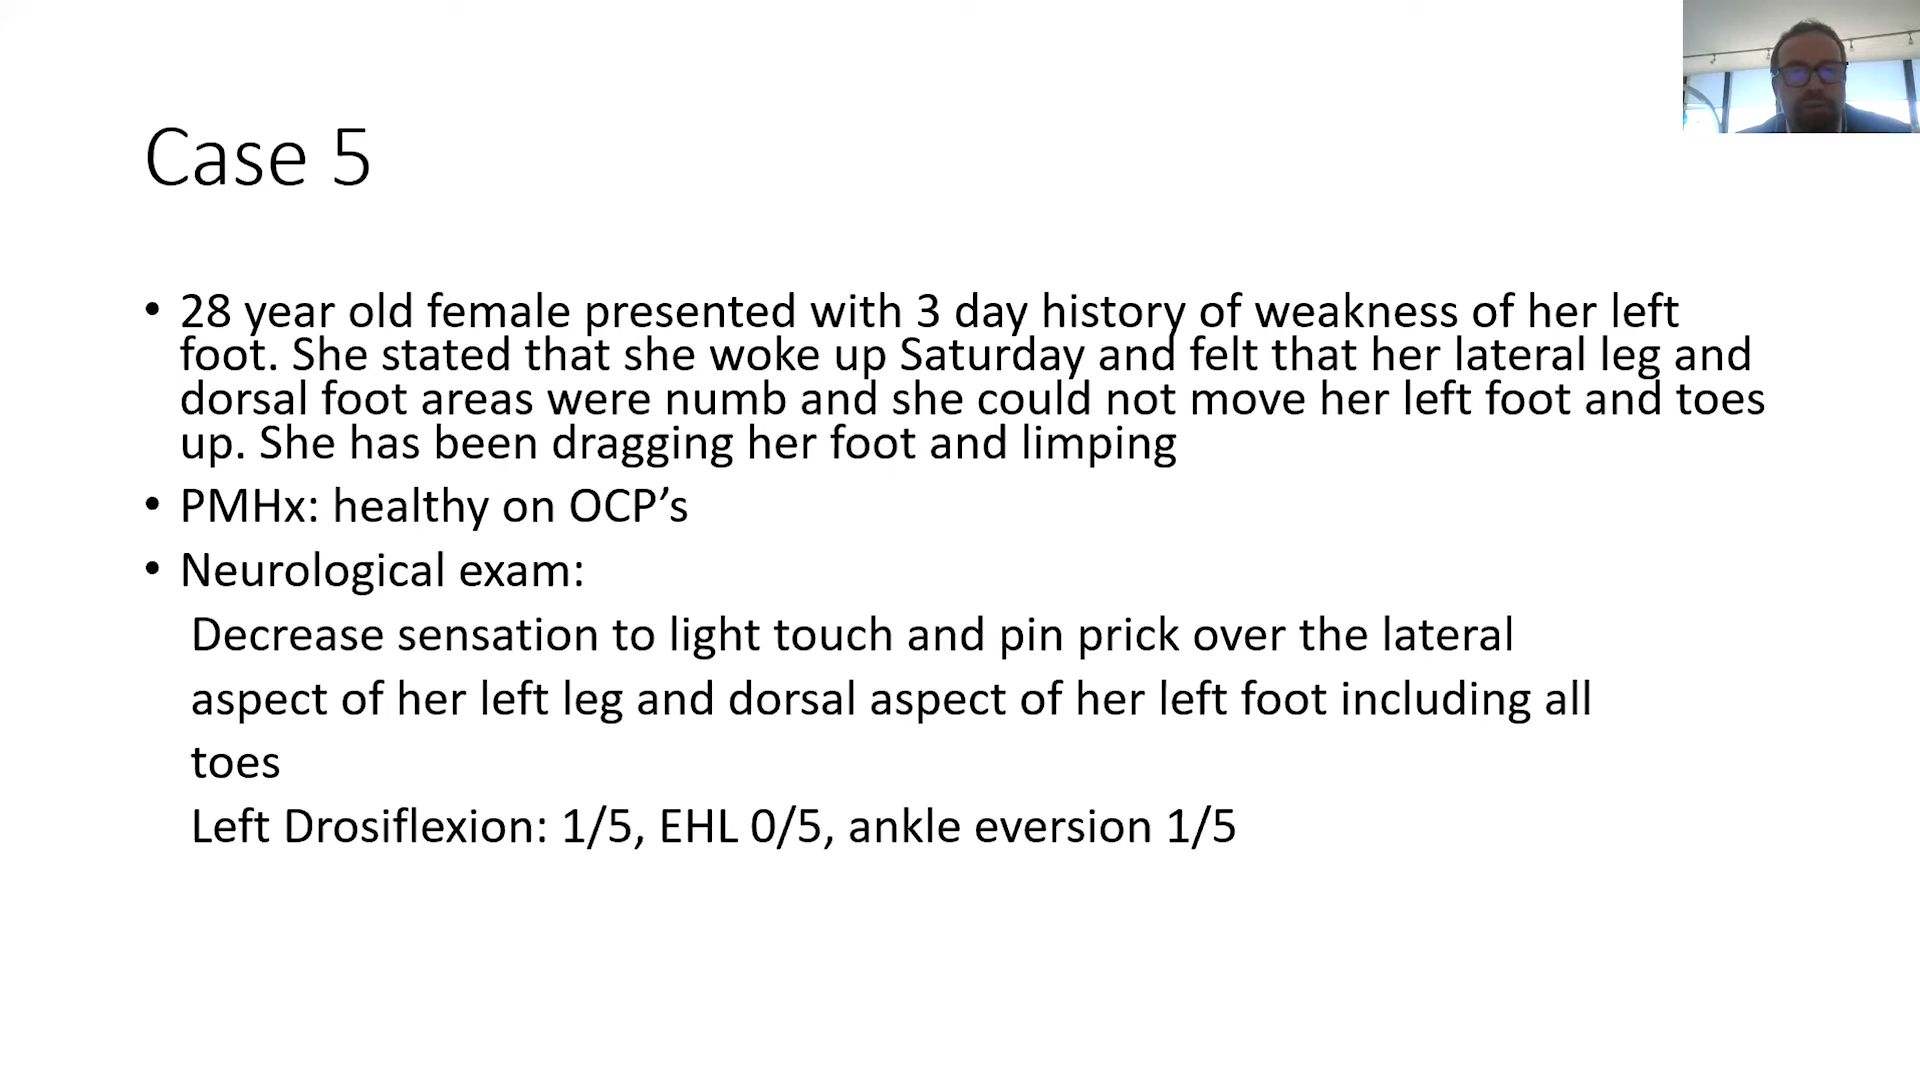 Case 5
• 28 year old female presented with 3 day history of weakness of her left
foot. She stated that she woke up Saturday and felt that her lateral leg and
dorsal foot areas were numb and she could not move her left foot and toes
up. She has been dragging her foot and limping
• PMHx: healthy on OCP’s
• Neurological exam:
Decrease sensation to light touch and pin prick over the lateral
aspect of her left leg and dorsal aspect of her left foot including all
toes
Left Drosiflexion: 1/5, EHL 0/5, ankle eversion 1/5